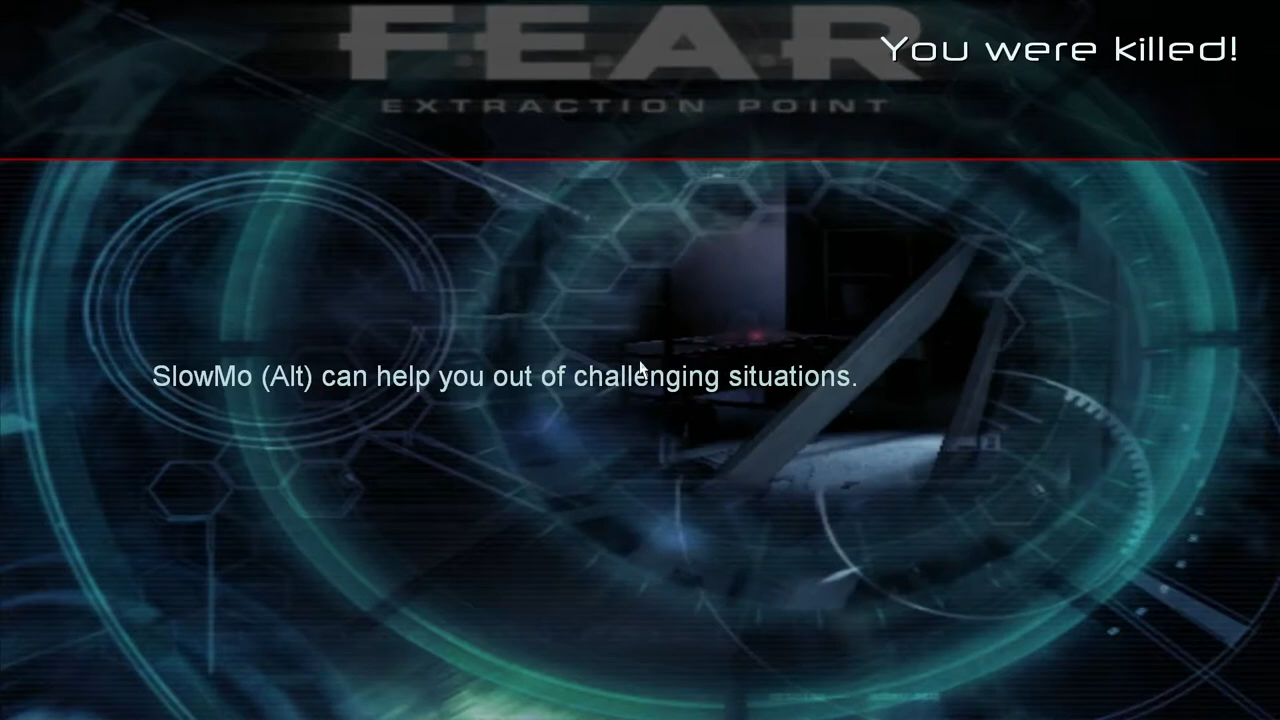 F.E.A.R
You were killed!
EXTRACTION POINT
SlowMo (Alt) can help you out of challenging situations.